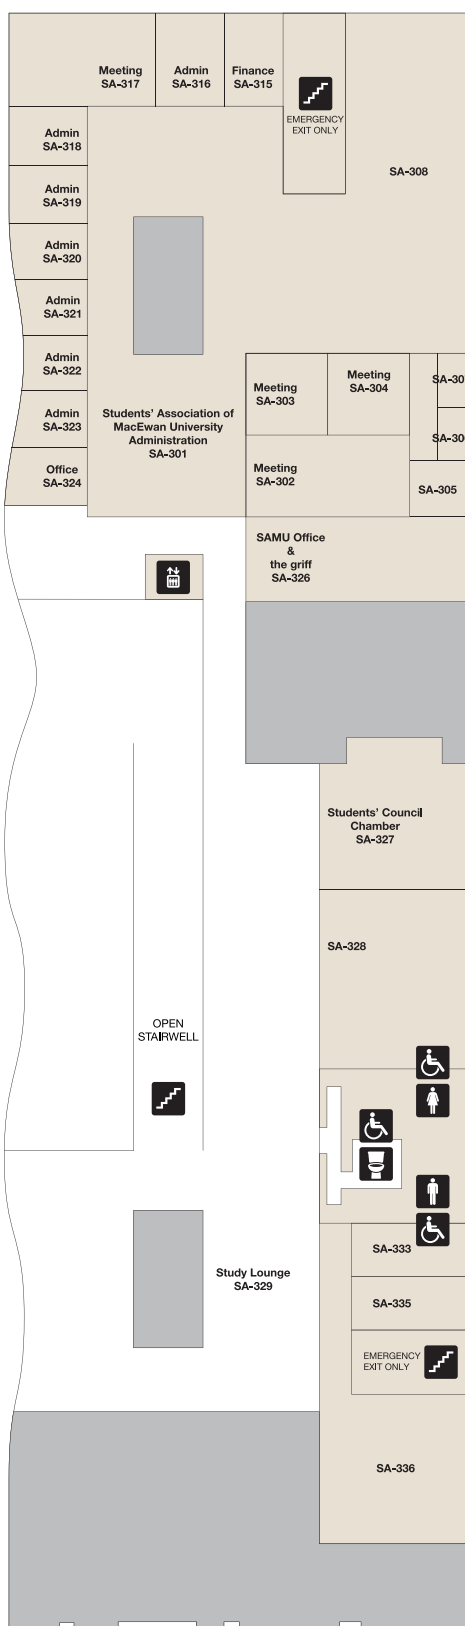 Meeting
SA-317
Admin
SA-316
Finance
SA-315
EMERGENCY
EXIT ONLY
SA-308
Admin
SA-318
Admin
SA-319
Admin
SA-320
Admin
SA-321
Admin
SA-322
Admin
SA-323
Office
SA-324
Students' Association of
MacEwan University
Administration
SA-301
Meeting
SA-303
Meeting
SA-304
Meeting
SA-302
SA-305
SAMU Office
&
the griff
SA-326
Students' Council
Chamber
SA-327
SA-328
OPEN
STAIRWELL
Study Lounge
SA-329
SA-333
SA-335
EMERGENCY
EXIT ONLY
SA-336